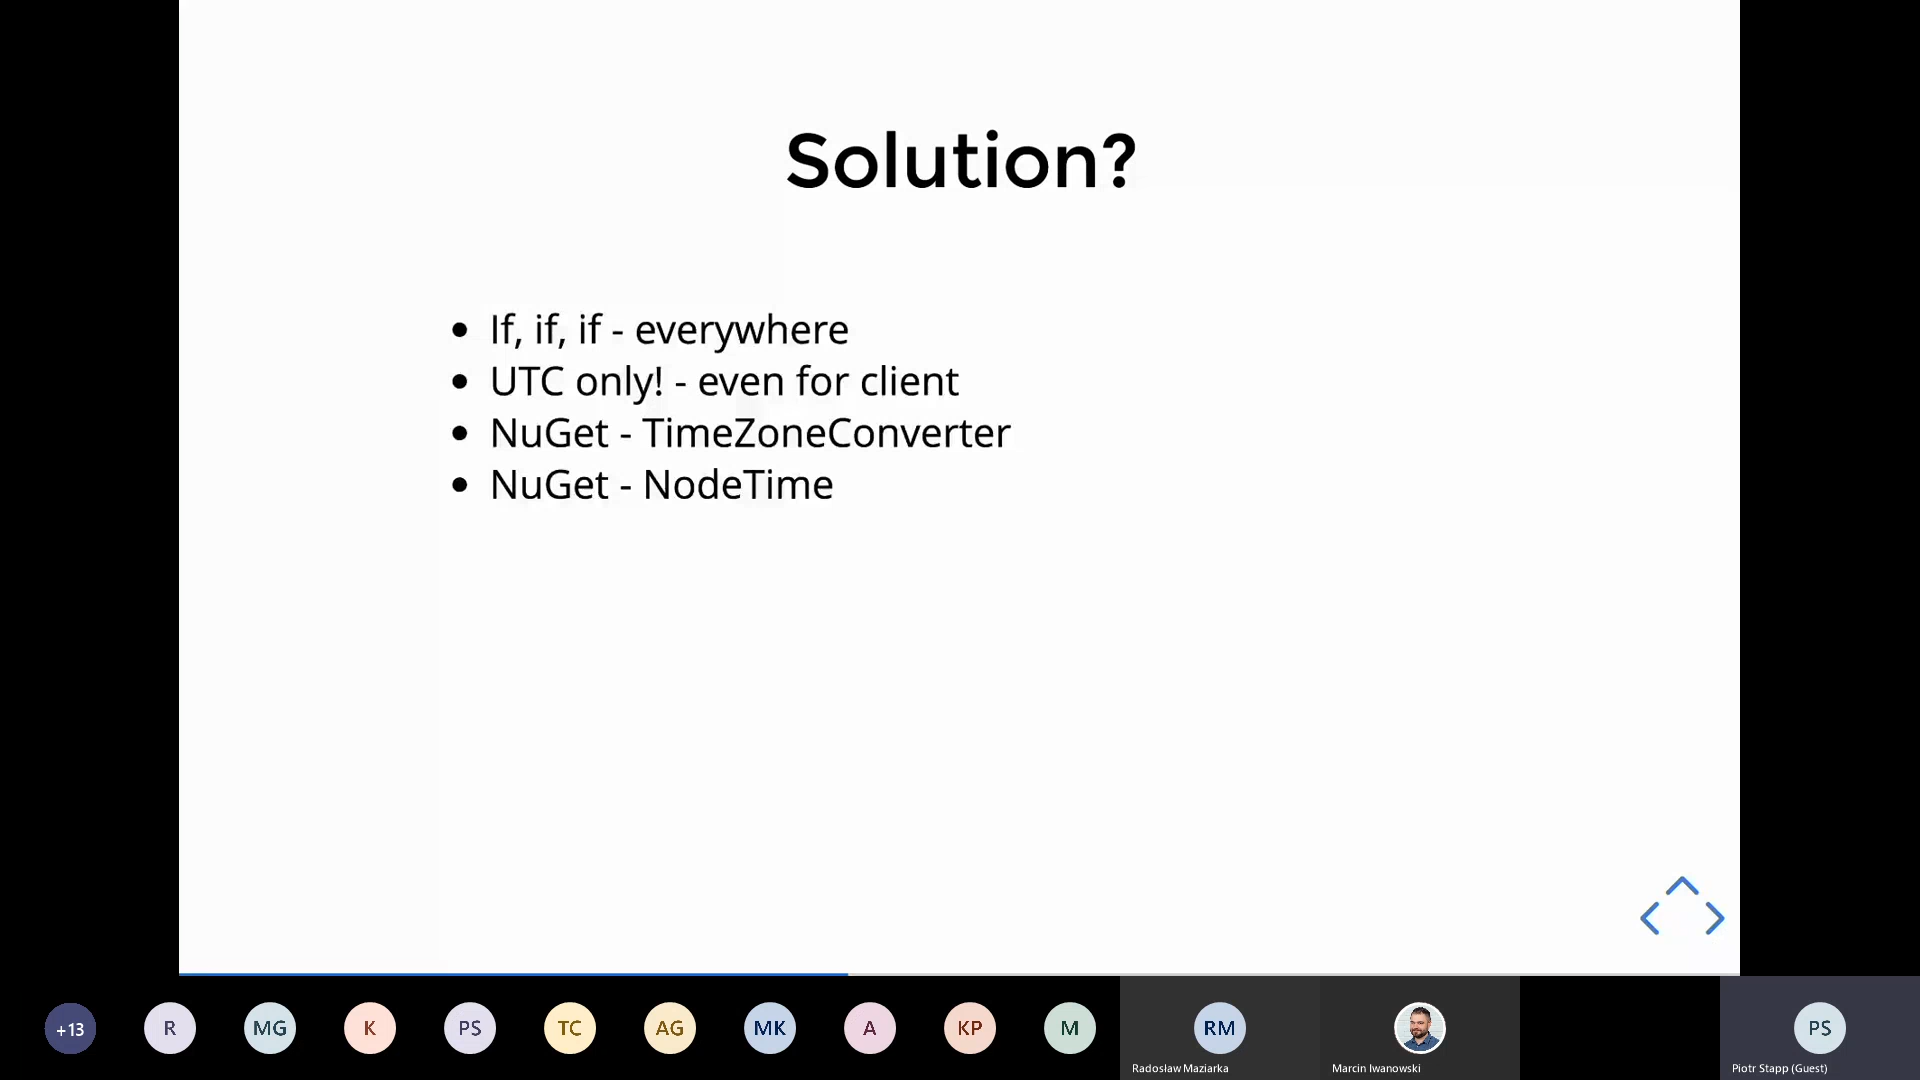 Solution?
If, if, if - everywhere
UTC only! - even for client
NuGet - TimeZoneConverter
NuGet - NodeTime
+13
R
MG
K
PS
TC
AG
MK
A
KP
M
RM
PS
Radosław Maziarka
Marcin Iwanowski
Piotr Stapp (Guest)